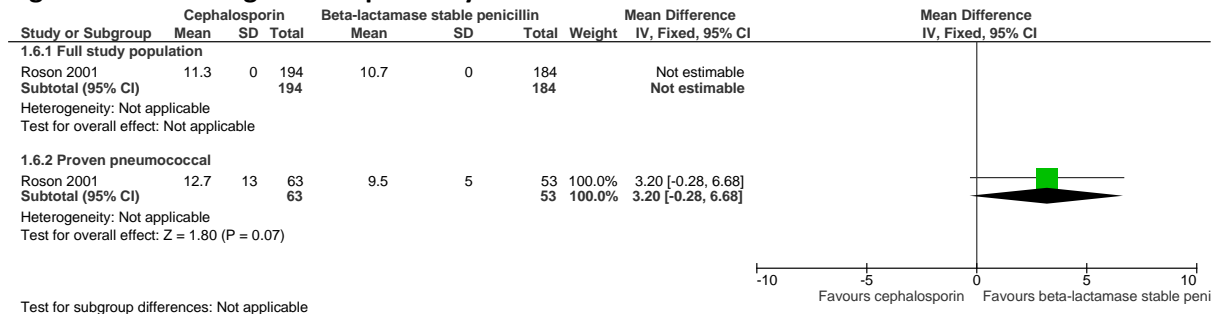 Cephalosporin Beta-lactamase stable penicillin Mean Difference Mean Difference
Study or Subgroup Mean SD Total Mean SD Total Weight IV, Fixed, 95% CI IV, Fixed, 95% CI
1.6.1 Full study population
Roson 2001 11.3 0 194 10.7 0 184 Not estimable
Subtotal (95% CI) 194 184 Not estimable
Heterogeneity: Not applicable
Test for overall effect: Not applicable
1.6.2 Proven pneumococcal
Roson 2001 12.7 13 63 9.5 5 53 100.0% 3.20 [-0.28, 6.68]
Subtotal (95% CI) 63 53 100.0% 3.20 [-0.28, 6.68]
Heterogeneity: Not applicable
Test for overall effect: Z = 1.80 (P = 0.07)
-10 -5 0 5 10
Favours cephalosporin Favours beta-lactamase stable peni
Test for subgroup differences: Not applicable